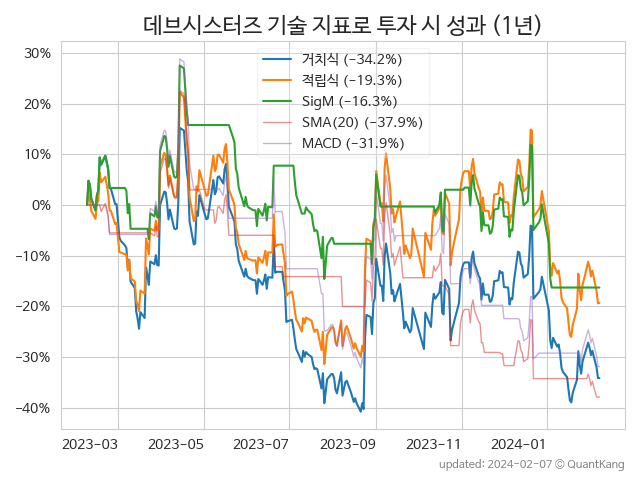 데브시스터즈 기술 지표로 투자 시 성과 (1년)
거치식 (−34.2%)
적립식 (−19.3%)
SigM (−16.3%)
SMA(20) (−37.9%)
MACD (−31.9%)
30%
20%
10%
0%
−10%
−20%
−30%
−40%
2023−03 2023−05 2023−07 2023−09 2023−11 2024−01
updated: 2024−02−07 © QuantKang